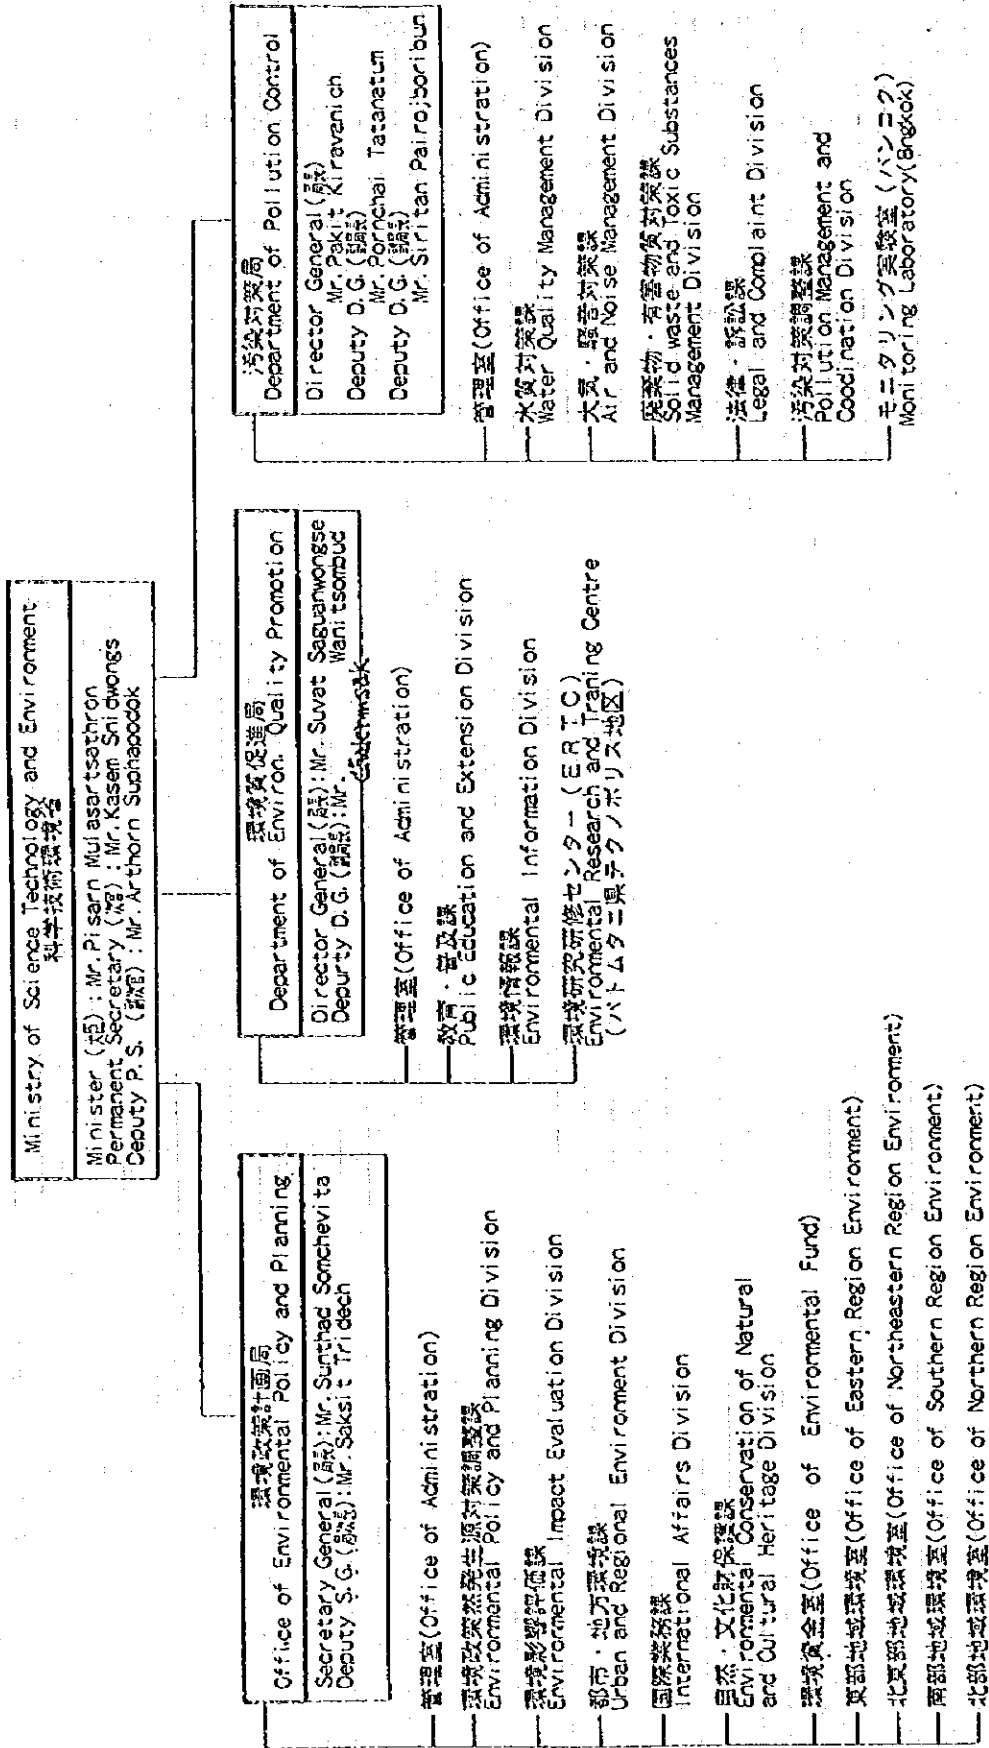 Ministry of Science Technology and Environment
科学技術環境省
Minister (大臣) : Mr. Pisarn Mulasartsathron
Permanent Secretary (次官) : Mr. Kasem Snidwongs
Deputy P.S. (副次官) : Mr. Arthorn Suphapodok
環境政策計画局
Office of Environmental Policy and Planning
Secretary General (局長) : Mr. Sunthad Somchevita
Deputy S.G. (副局長) : Mr. Saksit Tridech
管理室(Office of Administration)
環境政策発生源対策調整課
Environmental Policy and Planning Division
環境影響評価課
Environmental Impact Evaluation Division
都市・地方環境課
Urban and Regional Environment Division
国際業務課
International Affairs Division
自然・文化財保護課
Environmental Conservation of Natural
and Cultural Heritage Division
環境資金室(Office of Environmental Fund)
東部地域環境室(Office of Eastern Region Environment)
北東部地域環境室(Office of Northeastern Region Environment)
南部地域環境室(Office of Southern Region Environment)
北部地域環境室(Office of Northern Region Environment)
環境質促進局
Department of Environ. Quality Promotion
Director General (局長) : Mr. Suvat Saguanwongse
Depurty D.G. (副局長) : Mr. Wanitsombud
管理室(Office of Administration)
教育・普及課
Public Education and Extension Division
環境情報課
Environmental Information Division
環境研究研修センター (ERTC)
Environmental Research and Traning Centre
(パトムタニ県テクノポリス地区)
汚染対策局
Department of Pollution Control
Director General (局長)
Mr. Pakit Kiravanich
Deputy D.G. (副局長)
Mr. Pornchai Tatanatum
Deputy D.G. (副局長)
Mr. Siritan Pairojboribun
管理室(Office of Administration)
水質対策課
Water Quality Management Division
大気・騒音対策課
Air and Noise Management Division
廃棄物・有害物質対策課
Solid waste and Toxic Substances
Management Division
法律・訴訟課
Legal and Complaint Division
汚染対策調整課
Pollution Management and
Coodination Division
モニタリング実験室 (バンコク)
Monitoring Laboratory(Bngkok)